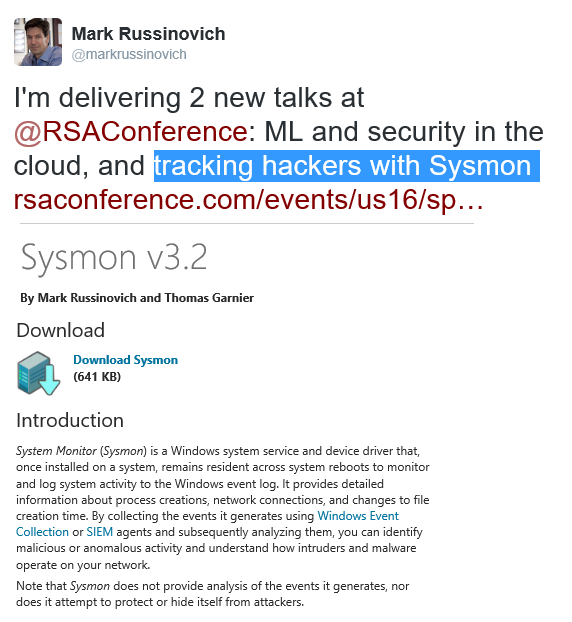 Mark Russinovich
@markrussinovich
I'm delivering 2 new talks at
@RSAConference: ML and security in the
cloud, and tracking hackers with Sysmon
rsaconference.com/events/us16/sp…
Sysmon v3.2
By Mark Russinovich and Thomas Garnier
Download
Download Sysmon
(641 KB)
Introduction
System Monitor (Sysmon) is a Windows system service and device driver that,
once installed on a system, remains resident across system reboots to monitor
and log system activity to the Windows event log. It provides detailed
information about process creations, network connections, and changes to file
creation time. By collecting the events it generates using Windows Event
Collection or SIEM agents and subsequently analyzing them, you can identify
malicious or anomalous activity and understand how intruders and malware
operate on your network.
Note that Sysmon does not provide analysis of the events it generates, nor
does it attempt to protect or hide itself from attackers.